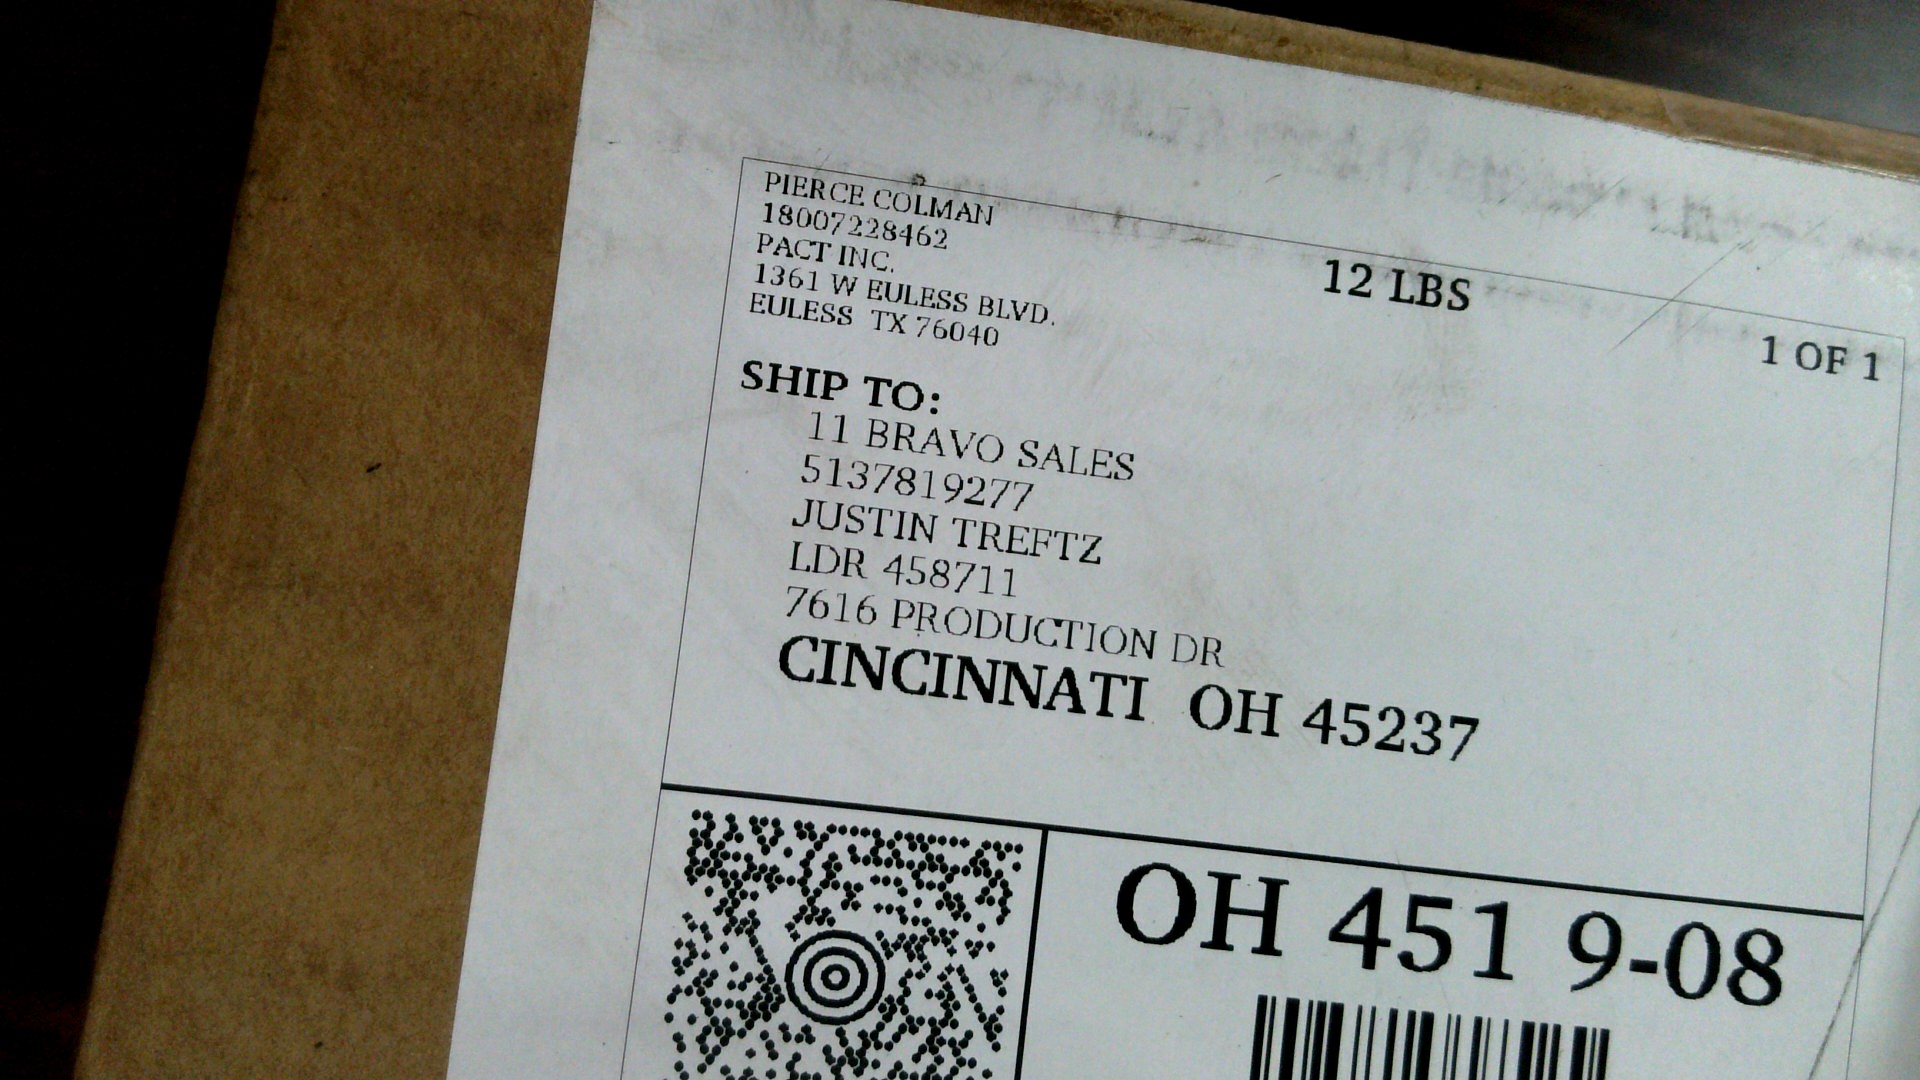 PIERCE COLMAN
18007228462
PACT INC.
1361 W EULESS BLVD.
EULESS TX 76040
12 LBS
1 OF 1
SHIP TO:
11 BRAVO SALES
5137819277
JUSTIN TREFTZ
LDR 458711
7616 PRODUCTION DR
CINCINNATI OH 45237
OH 451 9-08